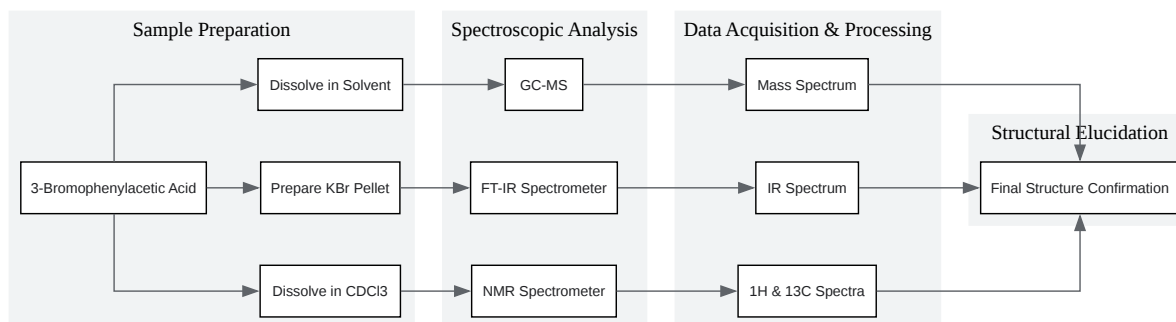 Sample Preparation
Spectroscopic Analysis
Data Acquisition & Processing
Dissolve in Solvent
GC-MS
Mass Spectrum
Structural Elucidation
3-Bromophenylacetic Acid
Prepare KBr Pellet
FT-IR Spectrometer
IR Spectrum
Final Structure Confirmation
Dissolve in CDCl3
NMR Spectrometer
1H & 13C Spectra